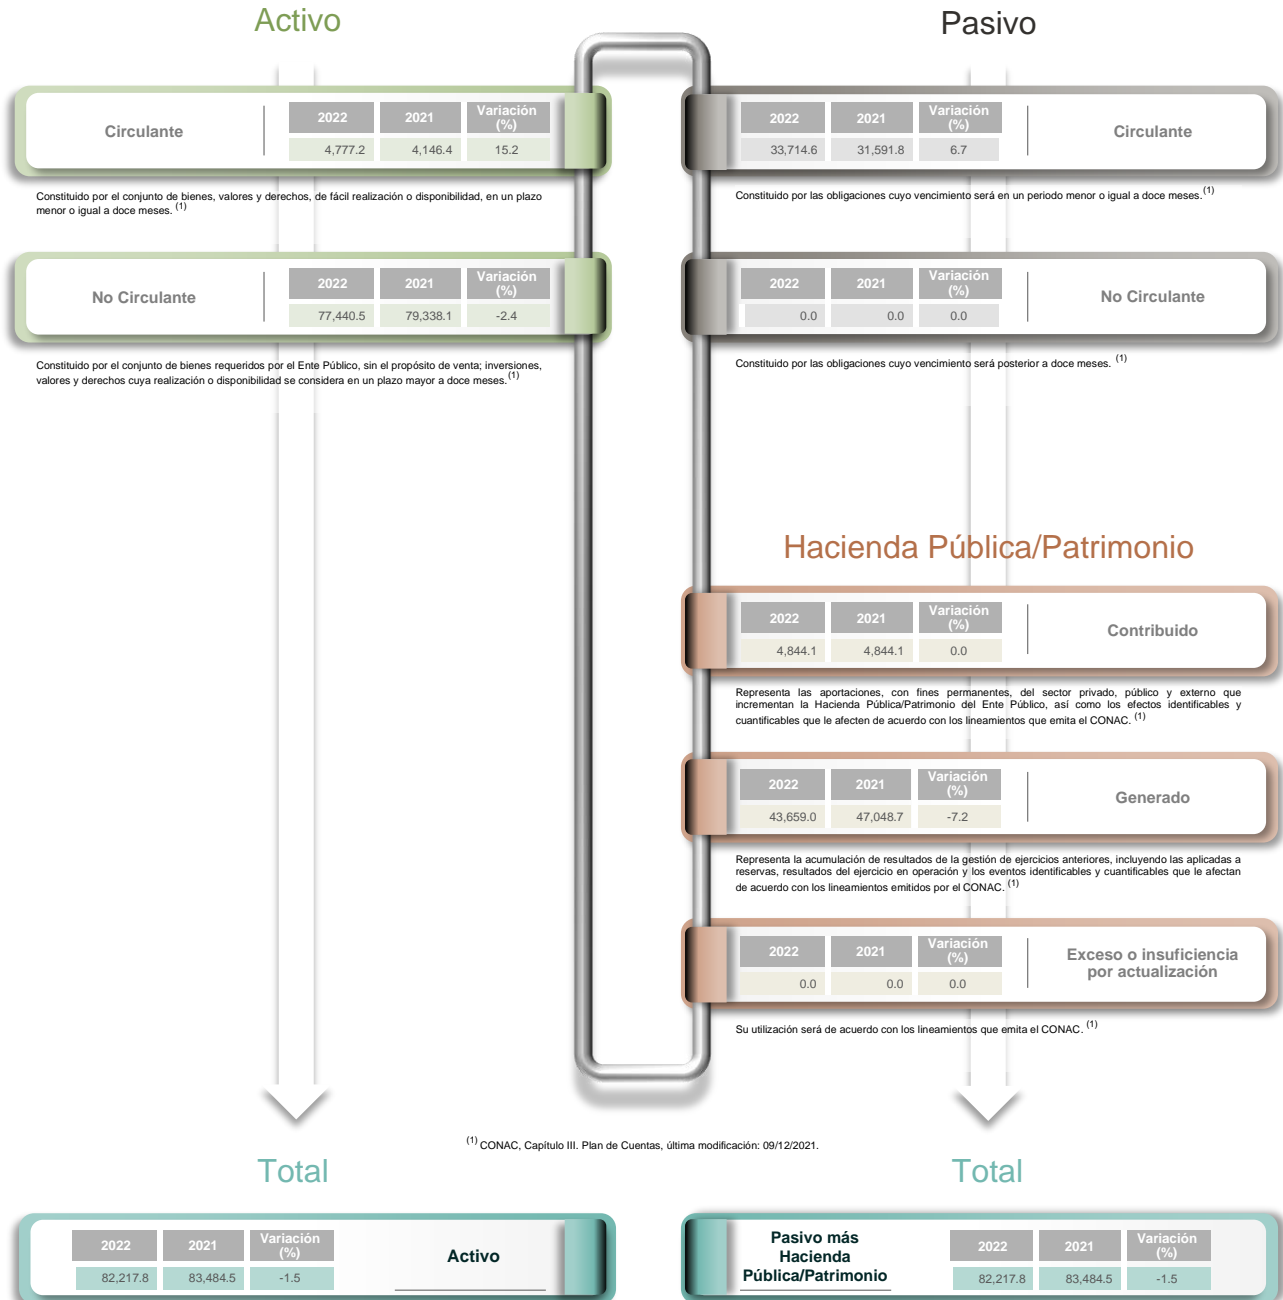 Activo
Circulante
2022 2021 Variación (%)
4,777.2 4,146.4 15.2
Constituido por el conjunto de bienes, valores y derechos, de fácil realización o disponibilidad, en un plazo
menor o igual a doce meses. (1)
No Circulante
2022 2021 Variación (%)
77,440.5 79,338.1 -2.4
Constituido por el conjunto de bienes requeridos por el Ente Público, sin el propósito de venta; inversiones,
valores y derechos cuya realización o disponibilidad se considera en un plazo mayor a doce meses. (1)
Pasivo
2022 2021 Variación (%)
33,714.6 31,591.8 6.7
Circulante
Constituido por las obligaciones cuyo vencimiento será en un periodo menor o igual a doce meses. (1)
2022 2021 Variación (%)
0.0 0.0 0.0
No Circulante
Constituido por las obligaciones cuyo vencimiento será posterior a doce meses. (1)
Hacienda Pública/Patrimonio
2022 2021 Variación (%)
4,844.1 4,844.1 0.0
Contribuido
Representa las aportaciones, con fines permanentes, del sector privado, público y externo que
incrementan la Hacienda Pública/Patrimonio del Ente Público, así como los efectos identificables y
cuantificables que le afecten de acuerdo con los lineamientos que emita el CONAC. (1)
2022 2021 Variación (%)
43,659.0 47,048.7 -7.2
Generado
Representa la acumulación de resultados de la gestión de ejercicios anteriores, incluyendo las aplicadas a
reservas, resultados del ejercicio en operación y los eventos identificables y cuantificables que le afectan
de acuerdo con los lineamientos emitidos por el CONAC. (1)
2022 2021 Variación (%)
0.0 0.0 0.0
Exceso o insuficiencia
por actualización
Su utilización será de acuerdo con los lineamientos que emita el CONAC. (1)
(1) CONAC, Capítulo III. Plan de Cuentas, última modificación: 09/12/2021.
Total
2022 2021 Variación (%)
82,217.8 83,484.5 -1.5
Activo
Total
Pasivo más
Hacienda
Pública/Patrimonio
2022 2021 Variación (%)
82,217.8 83,484.5 -1.5